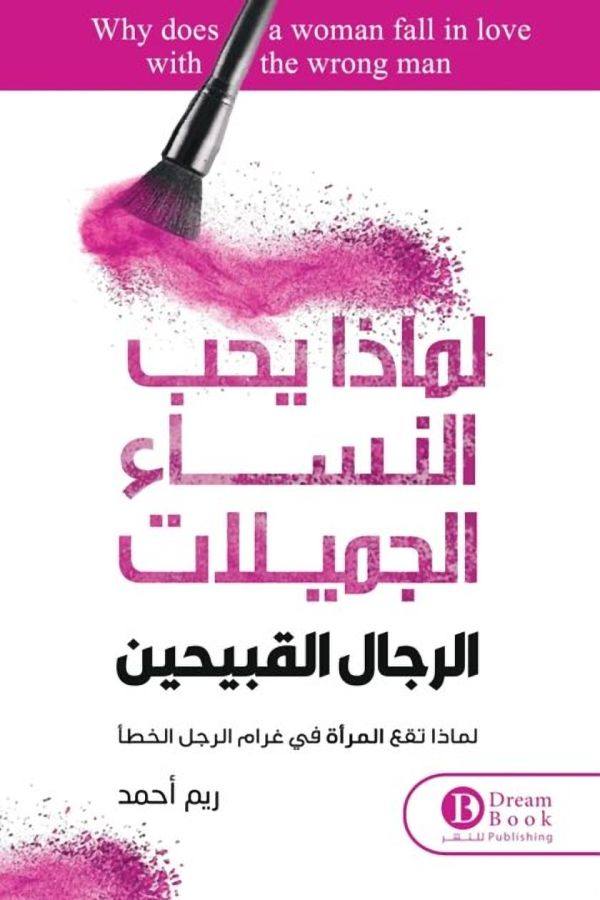 Why does a woman fall in love
with the wrong man
لماذا يحب
النساء
الجميلات
الرجال القبيحين
لماذا تقع المرأة في غرام الرجل الخطأ
ريم أحمد
B
Dream
Book
Publishing للنشر